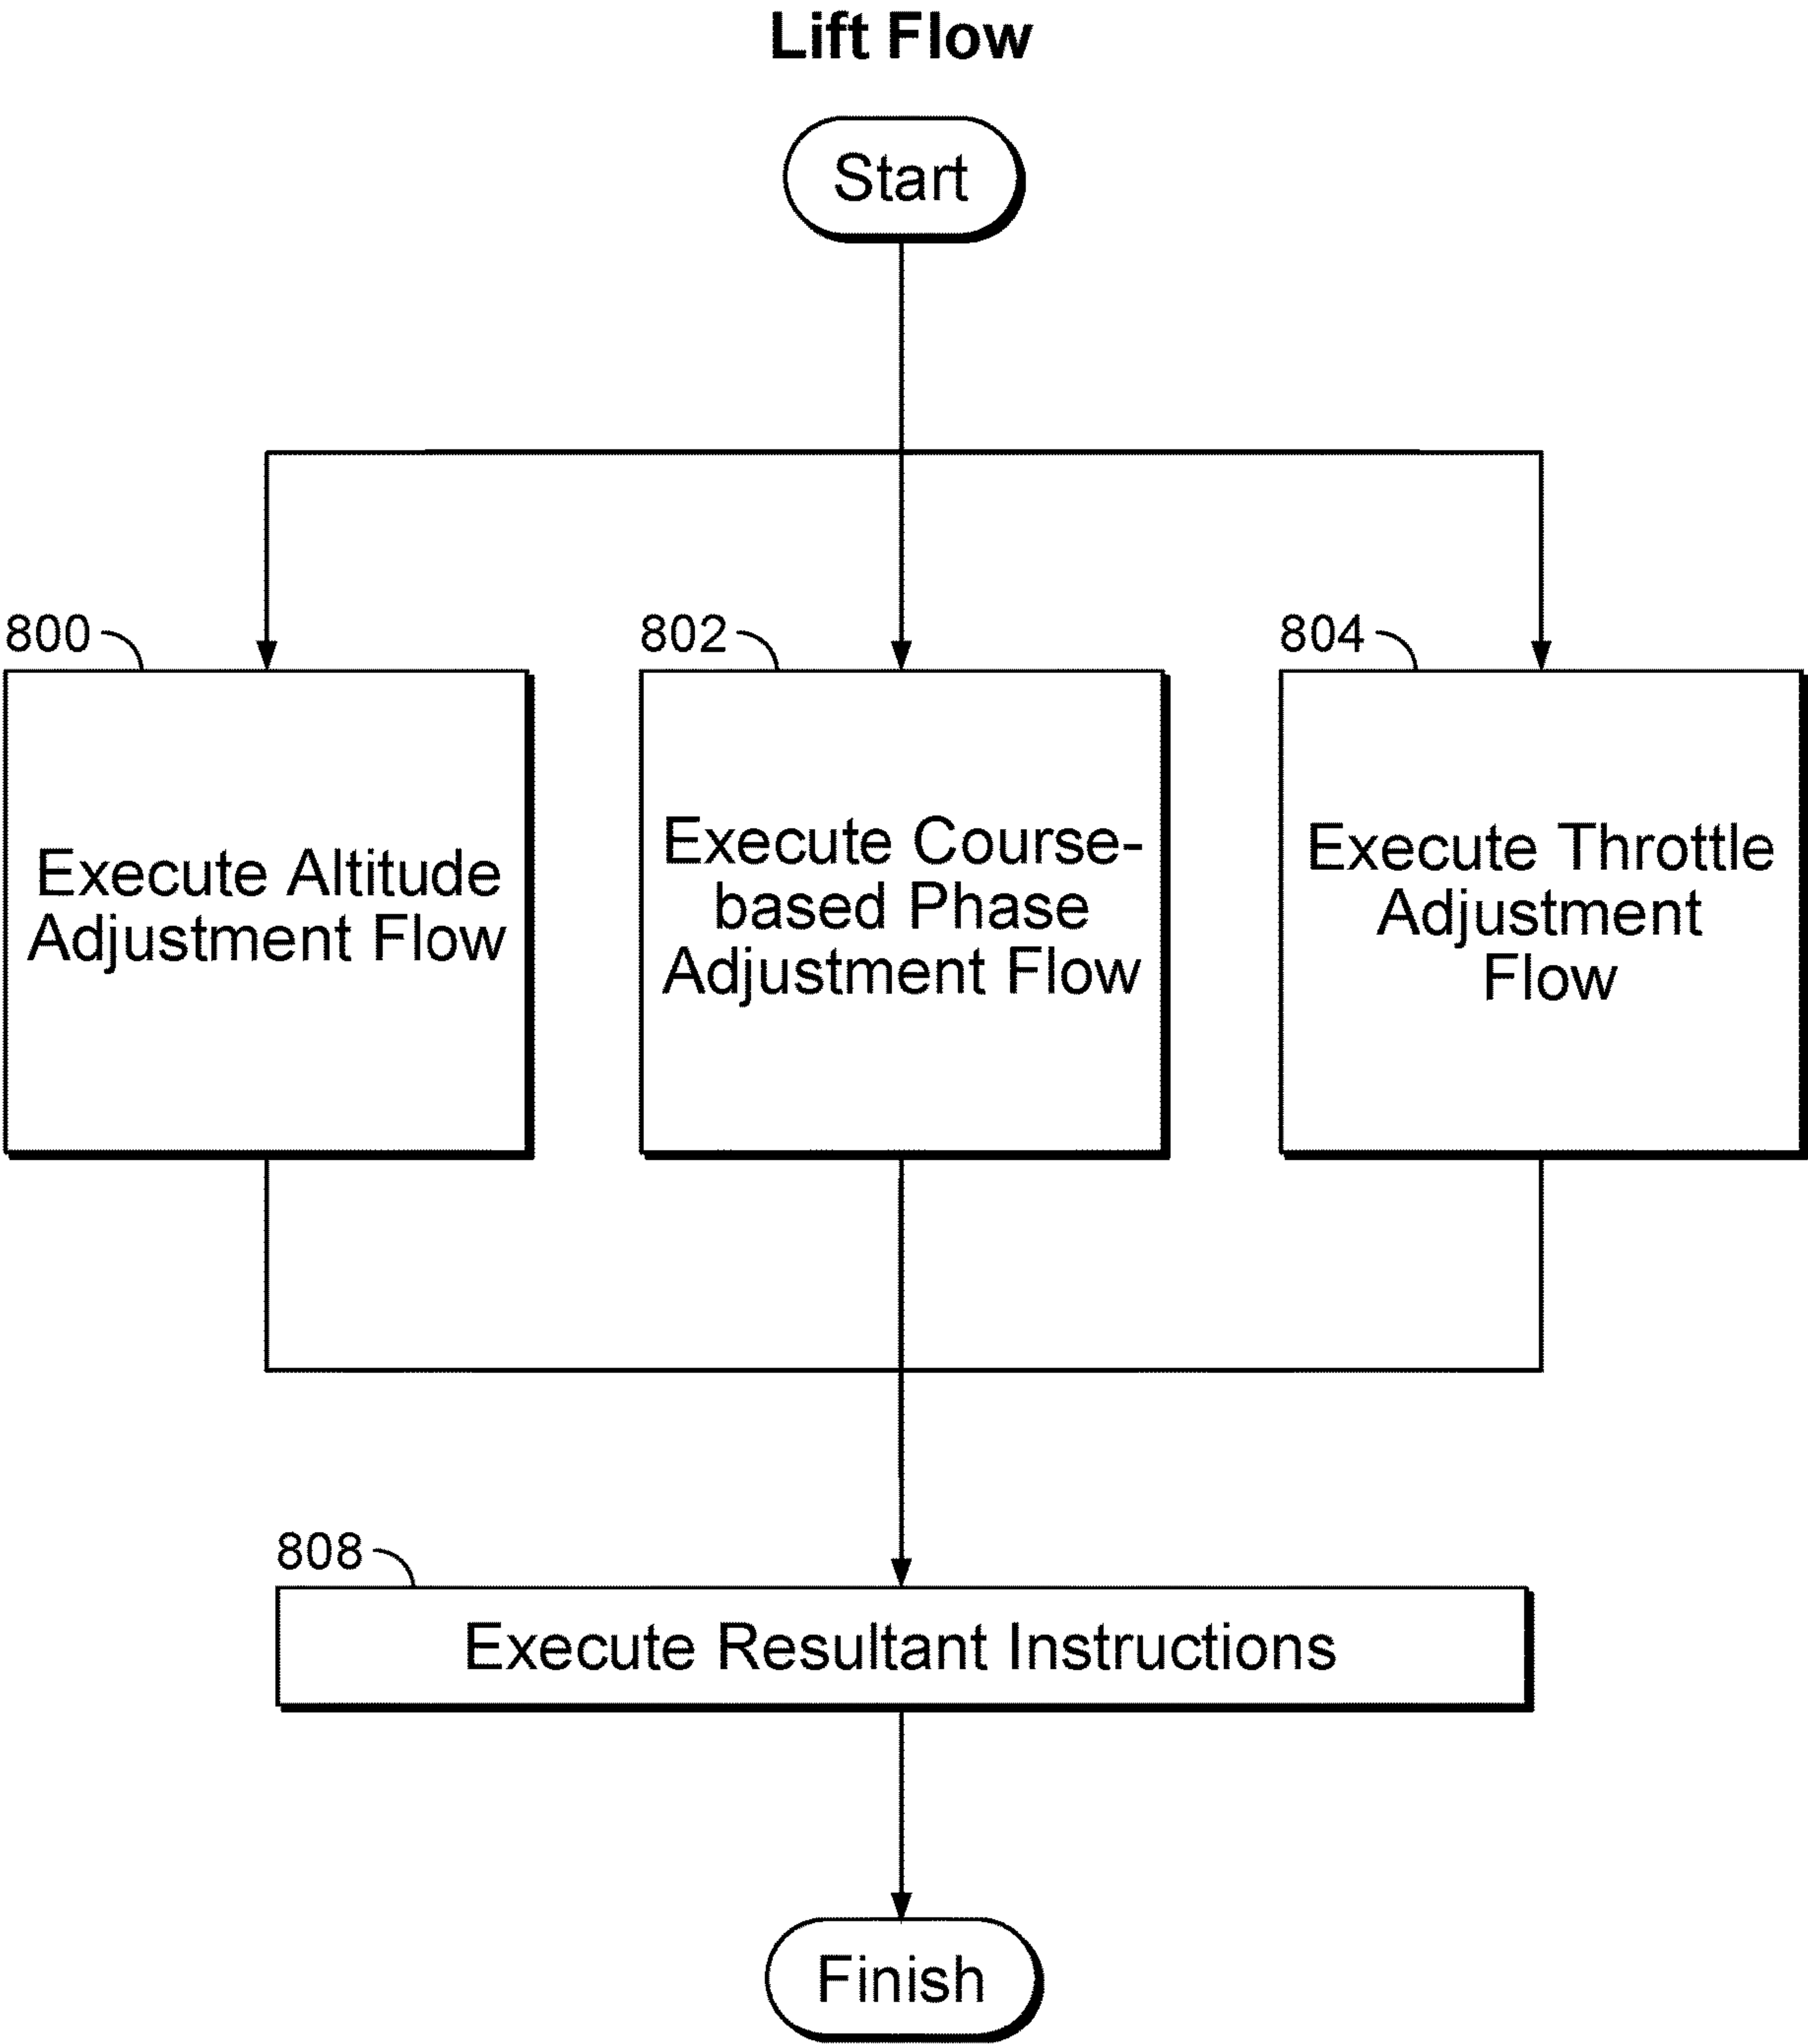 Lift Flow
Start
800
802
804
Execute Altitude
Adjustment Flow
Execute Course-
based Phase
Adjustment Flow
Execute Throttle
Adjustment
Flow
808
Execute Resultant Instructions
Finish